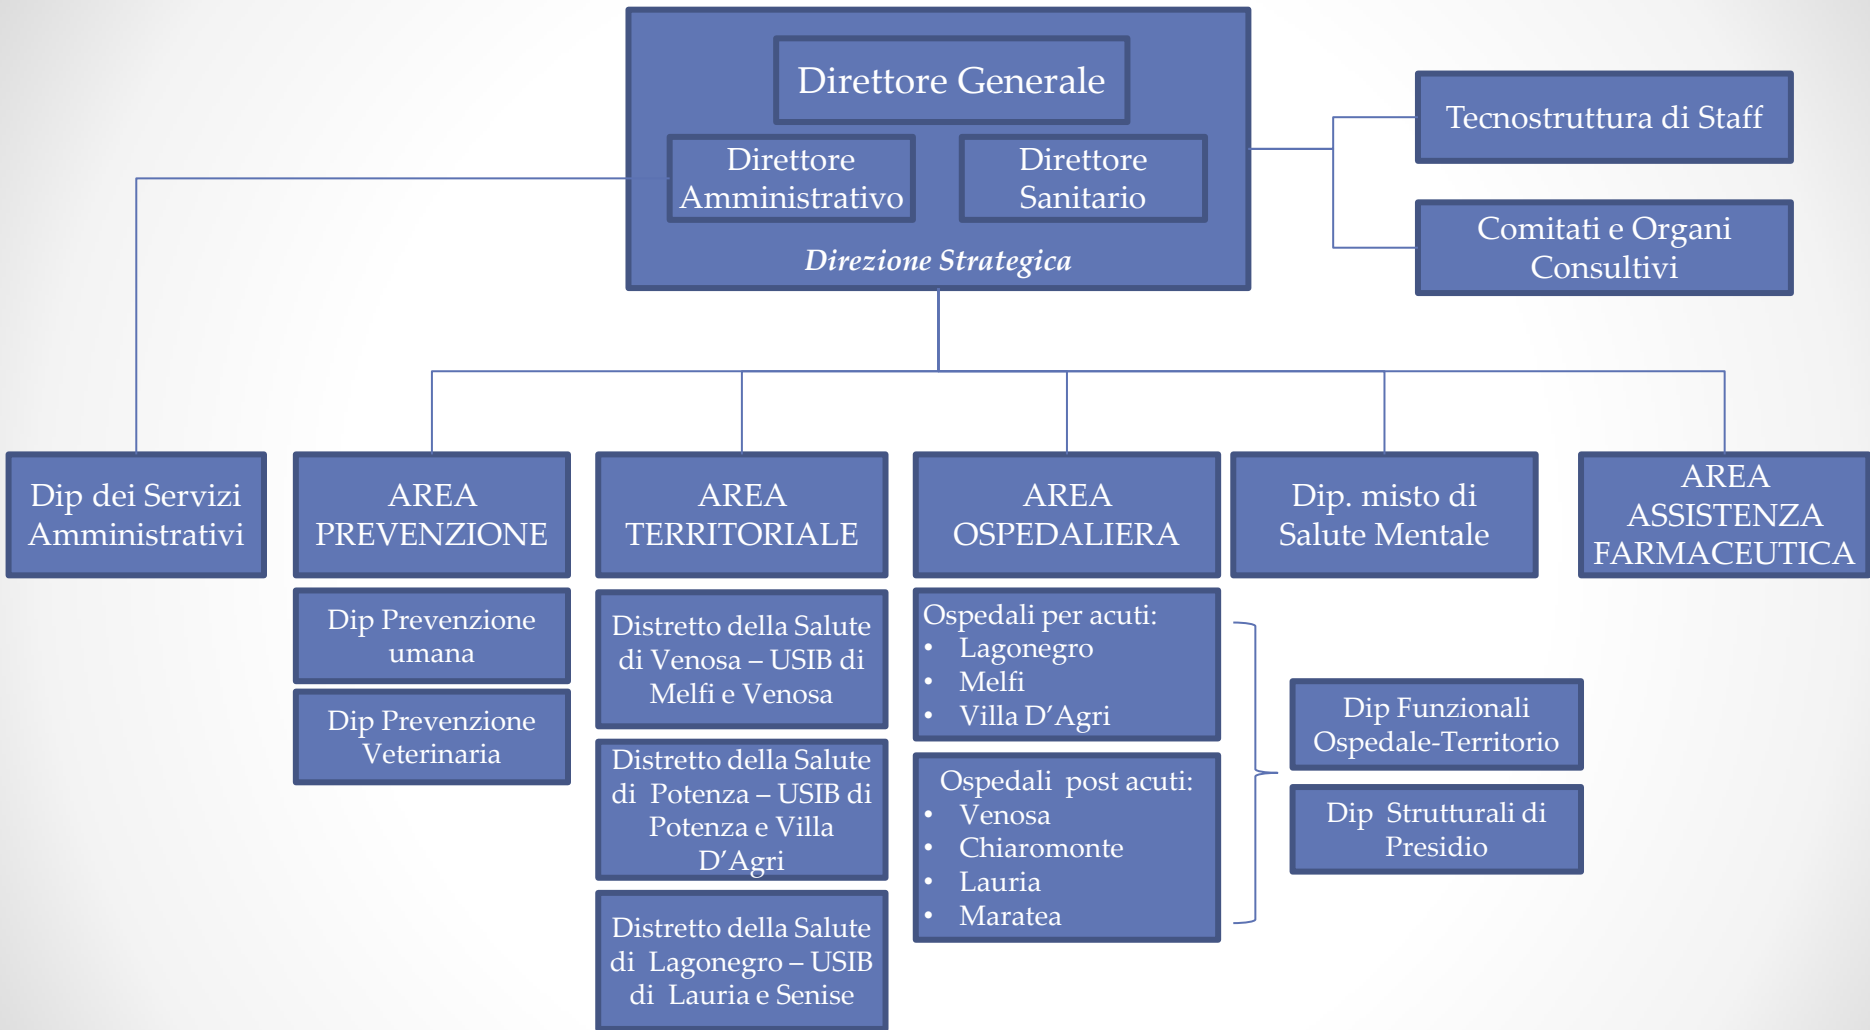 Direttore Generale
Direttore
Amministrativo
Direttore
Sanitario
Direzione Strategica
Tecnostruttura di Staff
Comitati e Organi
Consultivi
Dip dei Servizi
Amministrativi
AREA
PREVENZIONE
Dip Prevenzione
umana
Dip Prevenzione
Veterinaria
AREA
TERRITORIALE
Distretto della Salute
di Venosa – USIB di
Melfi e Venosa
Distretto della Salute
di Potenza – USIB di
Potenza e Villa
D’Agri
Distretto della Salute
di Lagonegro – USIB
di Lauria e Senise
AREA
OSPEDALIERA
Ospedali per acuti:
• Lagonegro
• Melfi
• Villa D’Agri
Ospedali post acuti:
• Venosa
• Chiaromonte
• Lauria
• Maratea
Dip. misto di
Salute Mentale
Dip Funzionali
Ospedale-Territorio
Dip Strutturali di
Presidio
AREA
ASSISTENZA
FARMACEUTICA